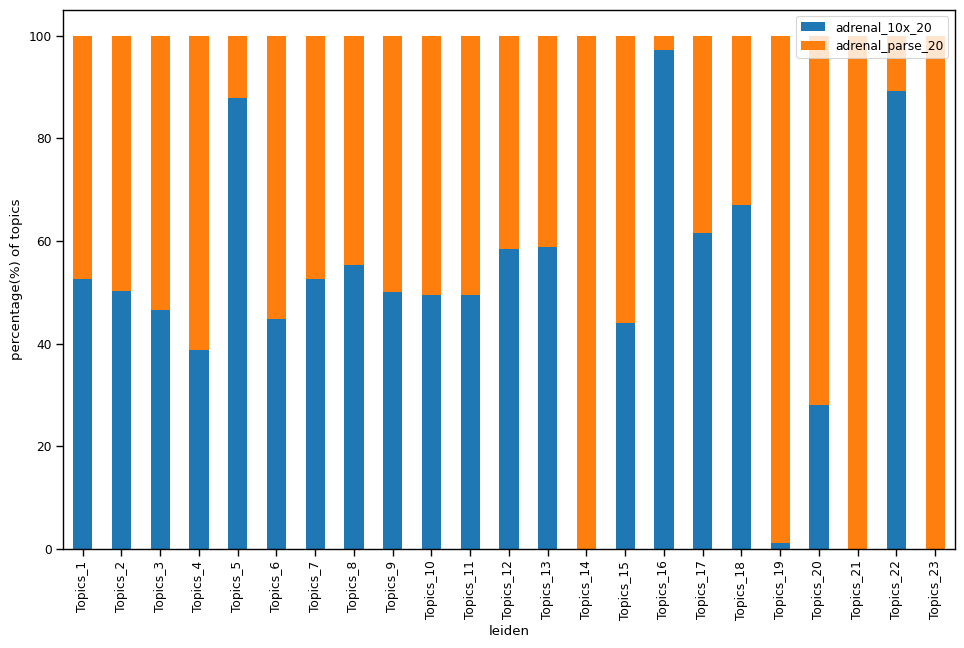 adrenal_10x_20
adrenal_parse_20
percentage(%) of topics
100
80
60
40
20
0
Topics_1
Topics_2
Topics_3
Topics_4
Topics_5
Topics_6
Topics_7
Topics_8
Topics_9
Topics_10
Topics_11
Topics_12
Topics_13
Topics_14
Topics_15
Topics_16
Topics_17
Topics_18
Topics_19
Topics_20
Topics_21
Topics_22
Topics_23
leiden